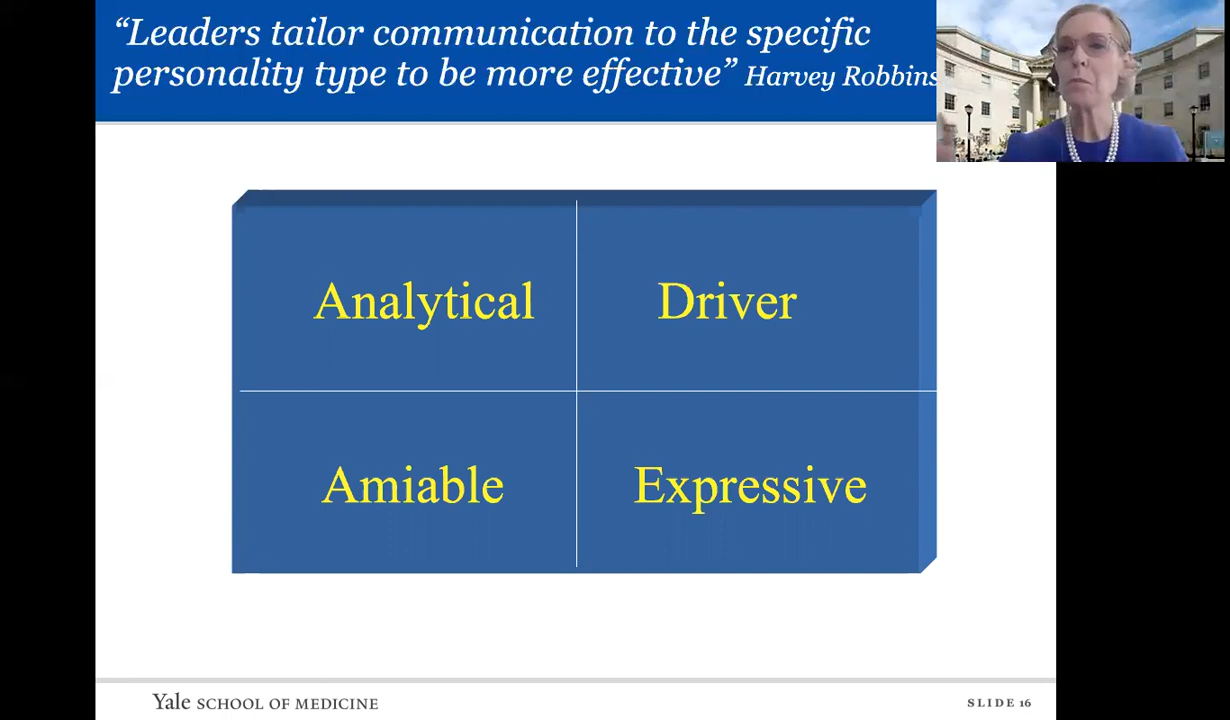 “Leaders tailor communication to the specific
personality type to be more effective” Harvey Robbins
Analytical
Driver
Amiable
Expressive
Yale SCHOOL OF MEDICINE
SLIDE 16